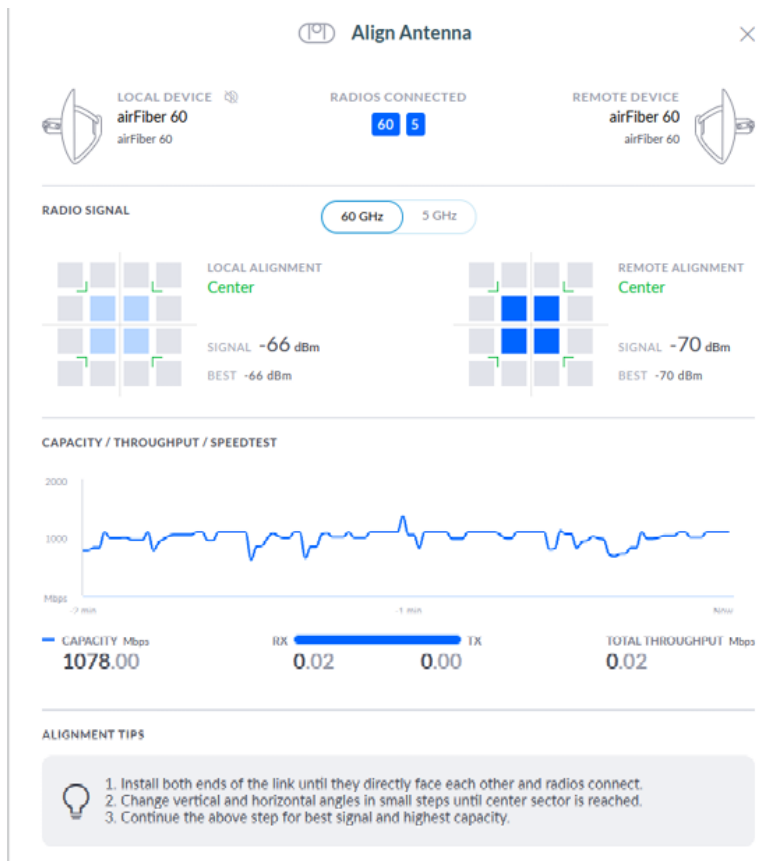 Align Antenna
LOCAL DEVICE
airFiber 60
airFiber 60
RADIOS CONNECTED
60 5
REMOTE DEVICE
airFiber 60
airFiber 60
RADIO SIGNAL
60 GHz
5 GHz
LOCAL ALIGNMENT
Center
SIGNAL -66 dBm
BEST -66 dBm
REMOTE ALIGNMENT
Center
SIGNAL -70 dBm
BEST -70 dBm
CAPACITY / THROUGHPUT / SPEEDTEST
2000
1000
Mbps
-2 min
-1 min
Now
CAPACITY Mbps
1078.00
RX TX
0.02 0.00
TOTAL THROUGHPUT Mbps
0.02
ALIGNMENT TIPS
1. Install both ends of the link until they directly face each other and radios connect.
2. Change vertical and horizontal angles in small steps until center sector is reached.
3. Continue the above step for best signal and highest capacity.